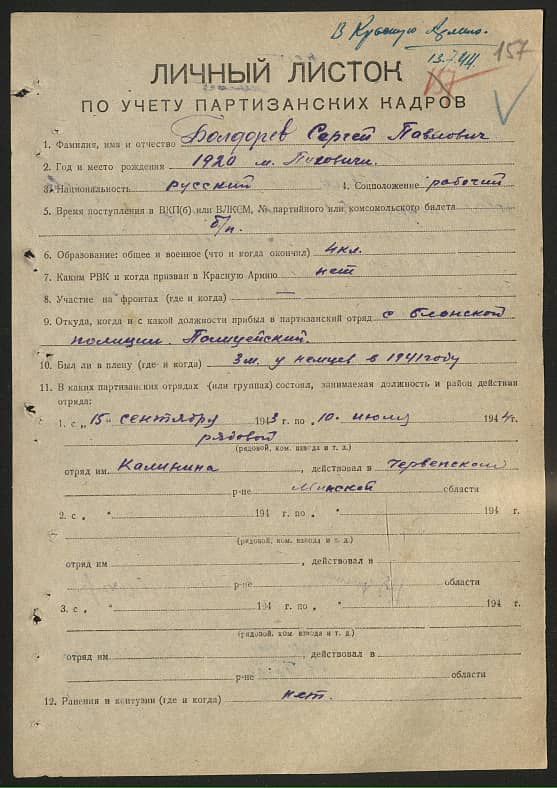 В Красную Армию.
13.7.44. 157
157
ЛИЧНЫЙ ЛИСТОК
ПО УЧЕТУ ПАРТИЗАНСКИХ КАДРОВ
1. Фамилия, имя и отчество Болдорев Сергей Павлович
2. Год и место рождения 1920 м. Пуховичи.
3. Национальность русский 4. Соцположение рабочий
5. Время поступления в ВКП(б) или ВЛКСМ, № партийного или комсомольского билета
б/п.
6. Образование: общее и военное (что и когда окончил) 4кл.
7. Каким РВК и когда призван в Красную Армию нет
8. Участие на фронтах (где и когда) —
9. Откуда, когда и с какой должности прибыл в партизанский отряд с
полиции. Полицейский.
10. Был ли в плену (где и когда) 3м. у немцев в 1941 году
11. В каких партизанских отрядах (или группах) состоял, занимаемая должность и район действия
отряда:
1. с „15" сентября 1943 г. по „10" июля 1944 г.
рядовой
(рядовой, ком. взвода и т. д.)
отряд им Калинина, действовал в Червенском
р-не Минской области
2. с „ " 194 г. по „ " 194 г.
(рядовой, ком. взвода и т. д.)
отряд им , действовал в
р-не области
3. с „ " 194 г. по „ " 194 г.
(рядовой, ком. взвода и т. д.)
отряд им. , действовал в
р-не области
12. Ранения и контузии (где и когда) нет.